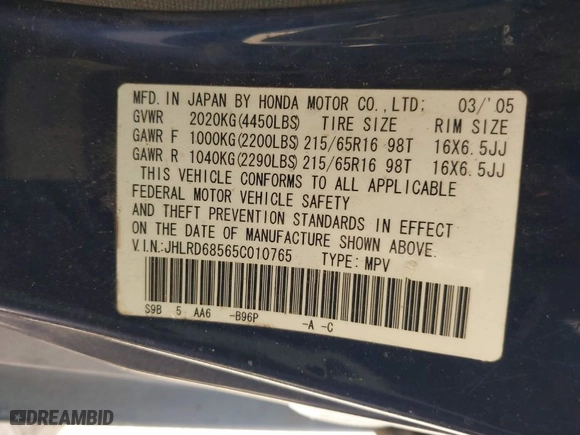 MFD. IN JAPAN BY HONDA MOTOR CO., LTD; 03/'05
GVWR 2020KG(4450LBS) TIRE SIZE RIM SIZE
GAWR F 1000KG(2200LBS) 215/65R16 98T 16X6.5JJ
GAWR R 1040KG(2290LBS) 215/65R16 98T 16X6.5JJ
THIS VEHICLE CONFORMS TO ALL APPLICABLE
FEDERAL MOTOR VEHICLE SAFETY
AND THEFT PREVENTION STANDARDS IN EFFECT
ON THE DATE OF MANUFACTURE SHOWN ABOVE.
V.I.N.:JHLRD68565C010765 TYPE: MPV
S9B 5 AA6 -B96P -A -C
DREAMBID